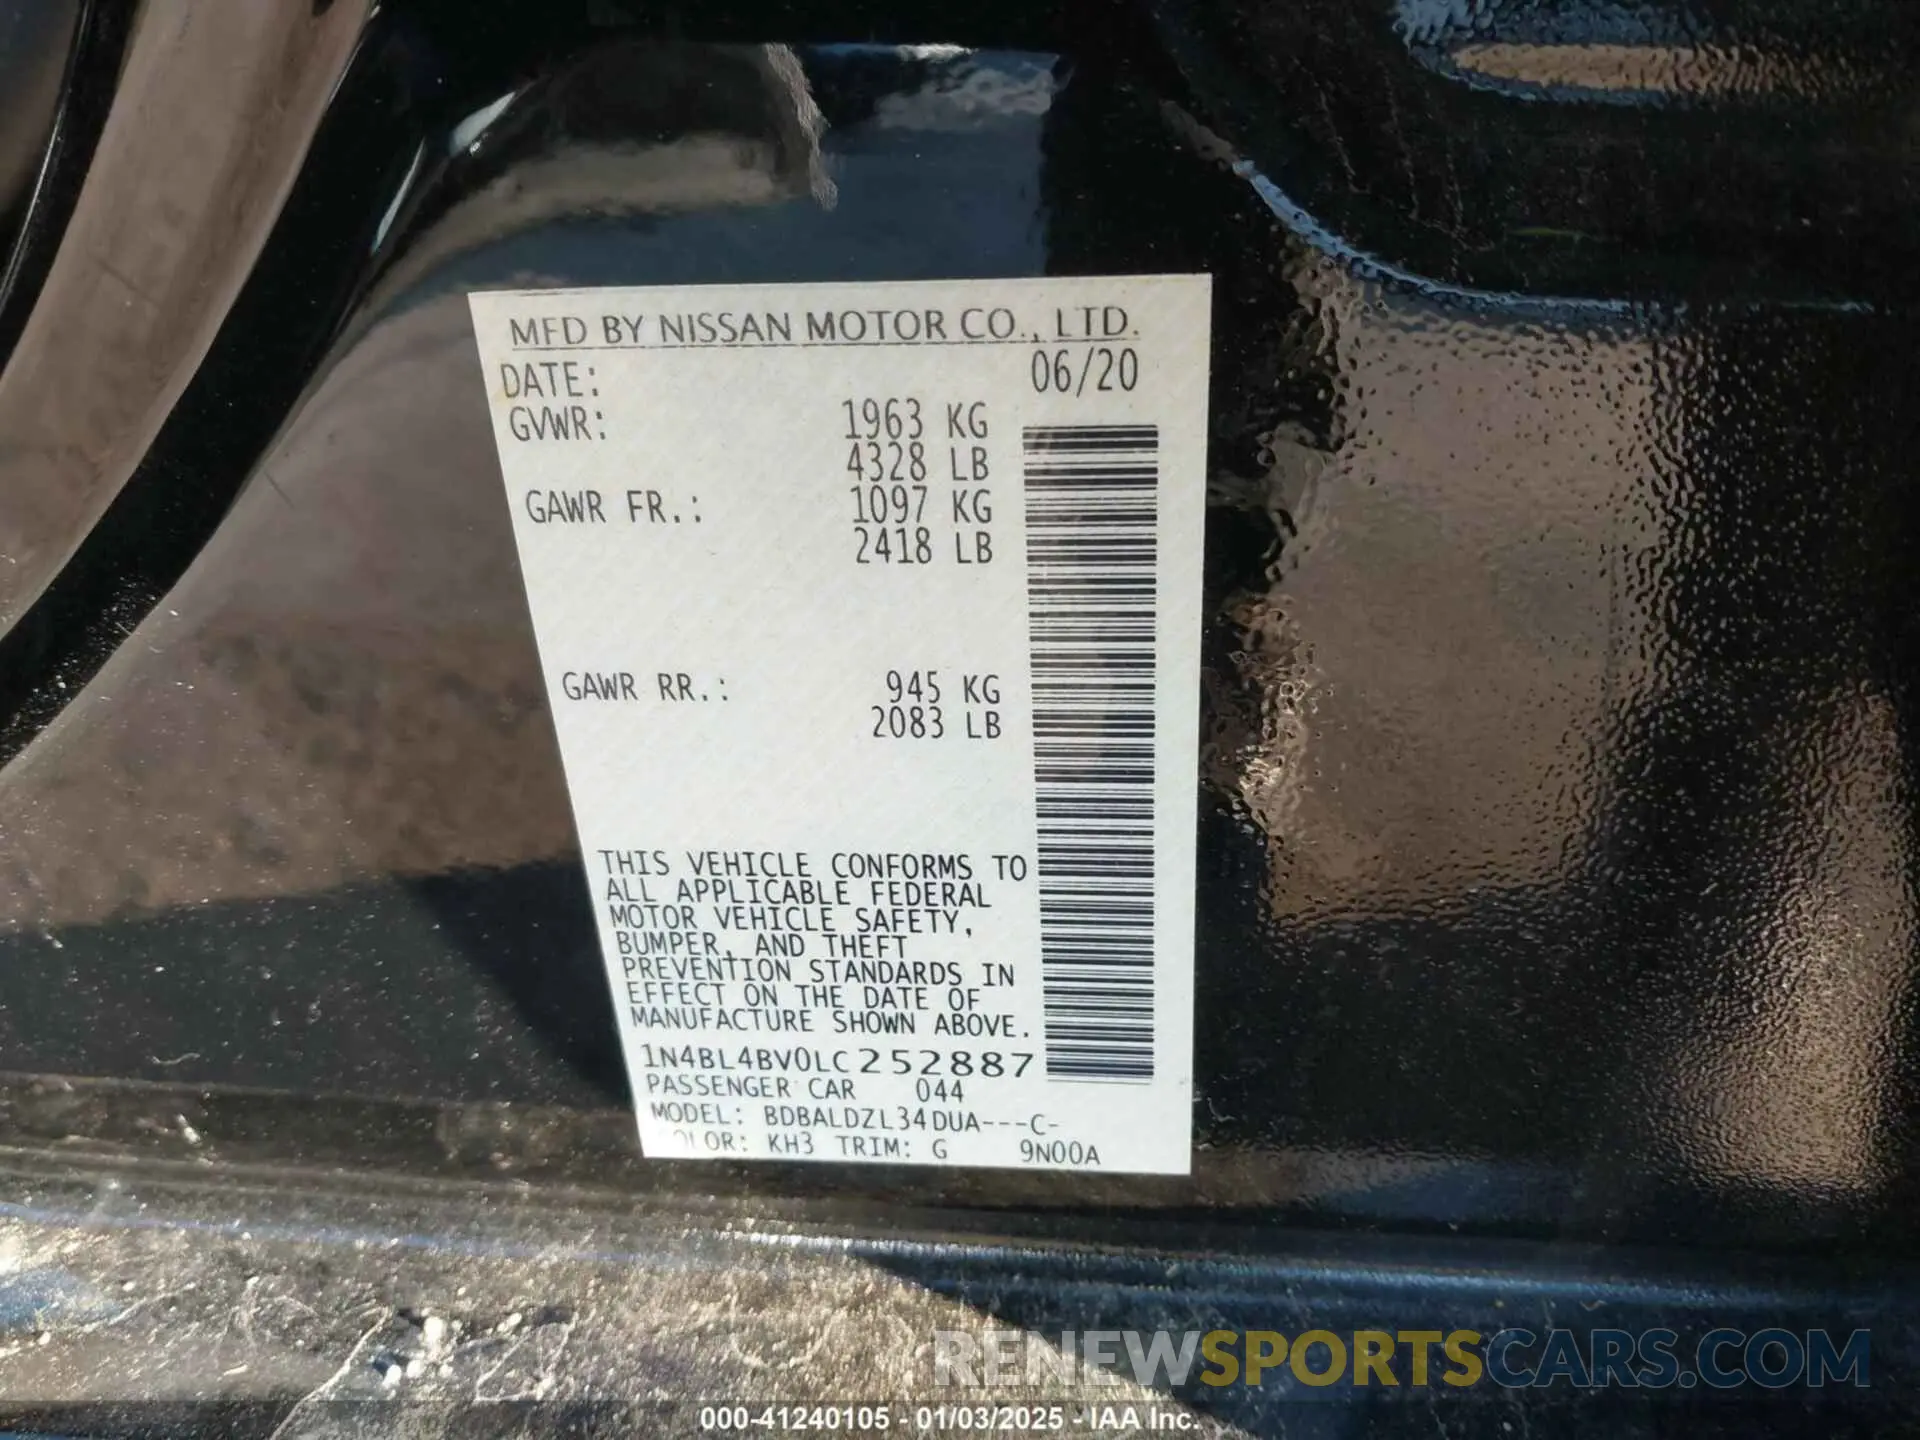 MFD BY NISSAN MOTOR CO., LTD.
DATE: 06/20
GVWR: 1963 KG
4328 LB
GAWR FR.: 1097 KG
2418 LB
GAWR RR.: 945 KG
2083 LB
THIS VEHICLE CONFORMS TO
ALL APPLICABLE FEDERAL
MOTOR VEHICLE SAFETY,
BUMPER, AND THEFT
PREVENTION STANDARDS IN
EFFECT ON THE DATE OF
MANUFACTURE SHOWN ABOVE.
1N4BL4BV0LC252887
PASSENGER CAR 044
MODEL: BDBALDZL34DUA---C-
COLOR: KH3 TRIM: G 9N00A
RENEWSPORTSCARS.COM
000-41240105 - 01/03/2025 - IAA Inc.